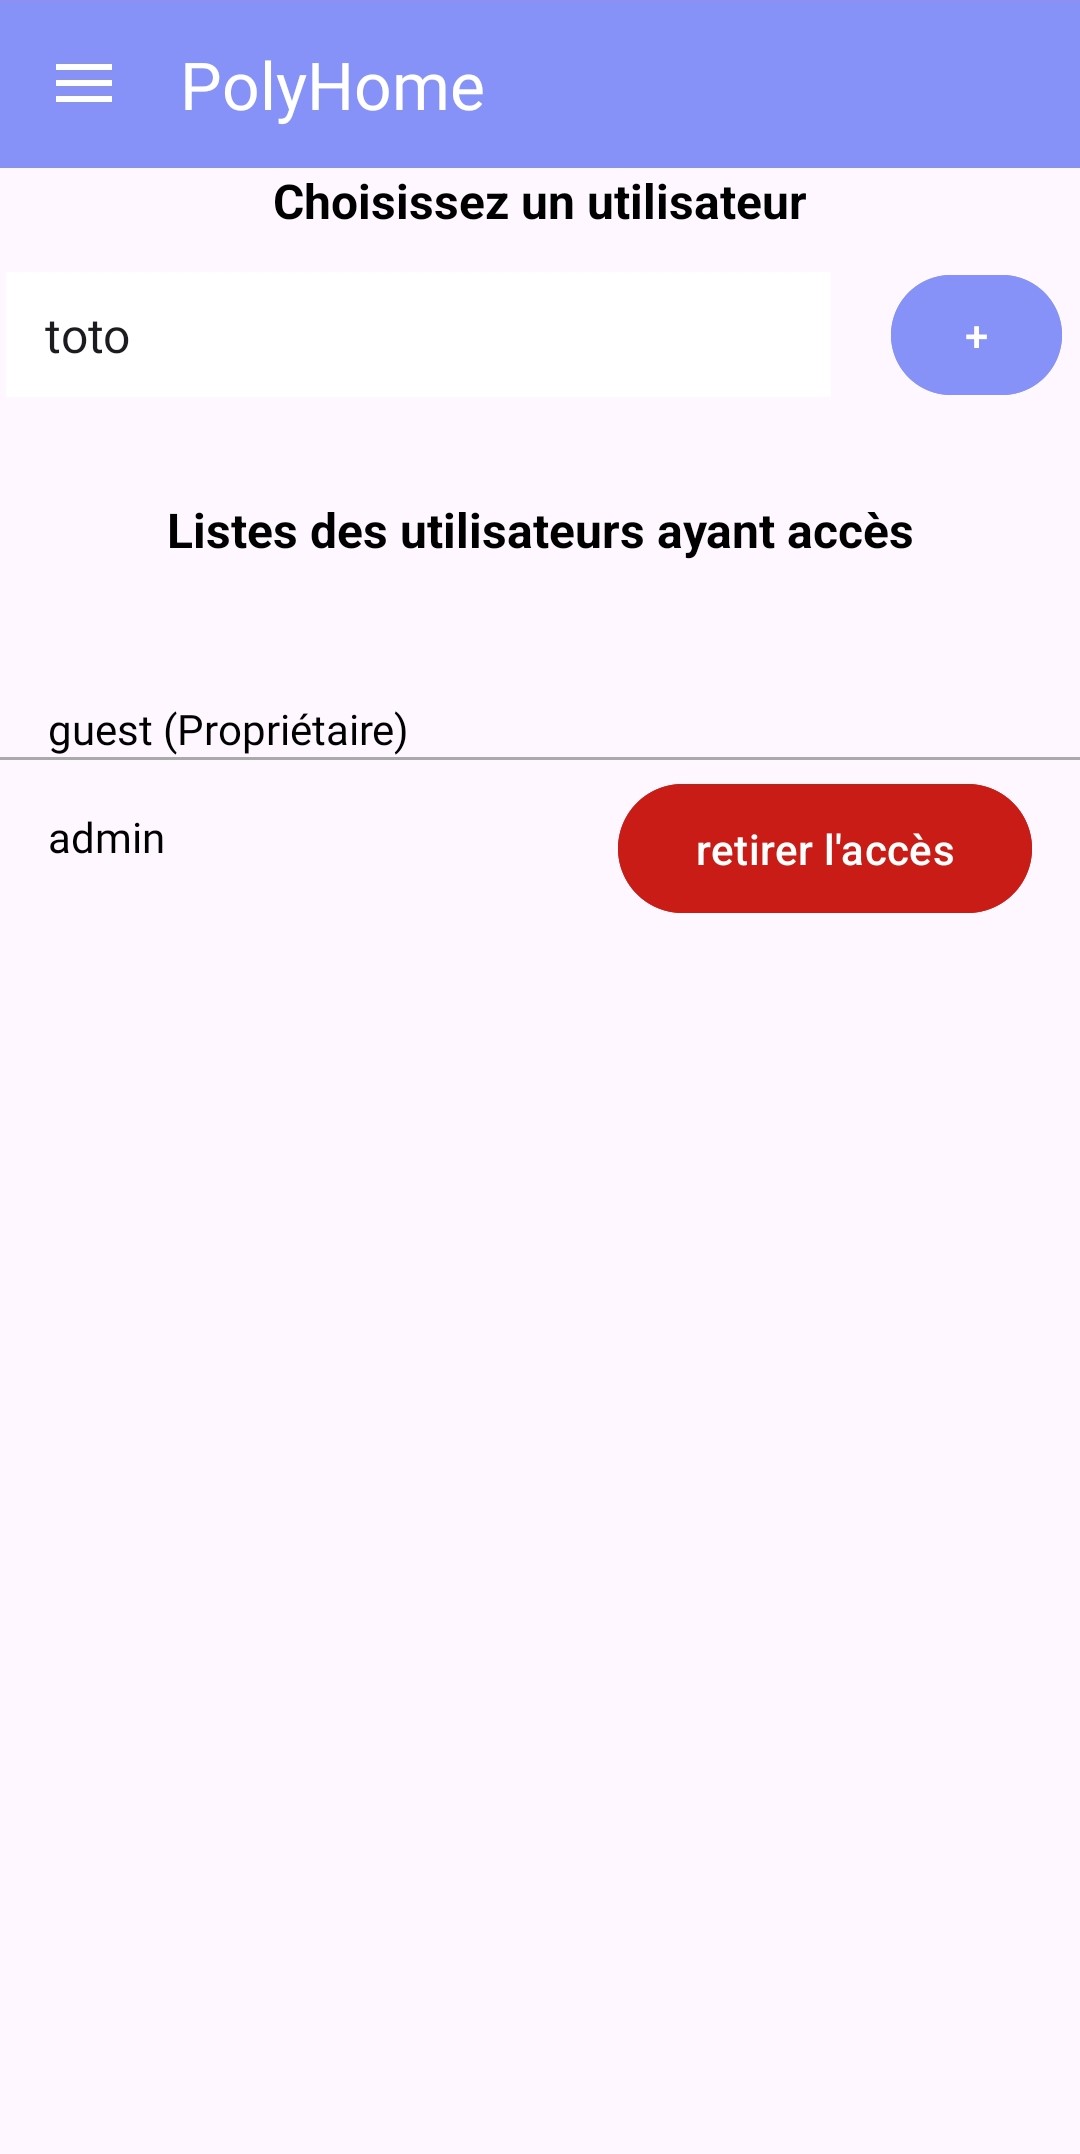 PolyHome
Choisissez un utilisateur
toto
+
Listes des utilisateurs ayant accès
guest (Propriétaire)
admin
retirer l'accès